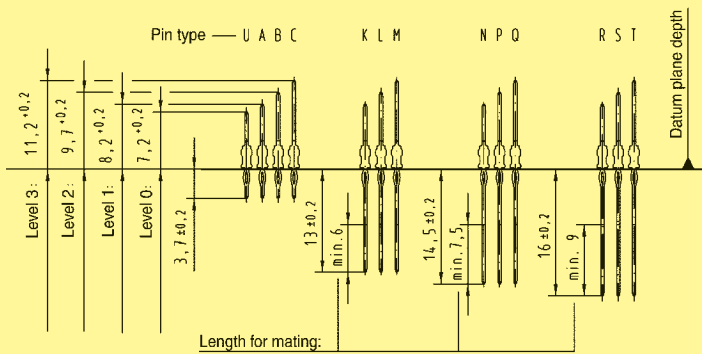 Pin type U A B C K L M N P Q R S T
Datum plane depth
Level 3: 11,2 +0,2
Level 2: 9,7 +0,2
Level 1: 8,2 +0,2
Level 0: 7,2 +0,2
3,7 ±0,2
13 ±0,2
min. 6
14,5 ±0,2
min. 7,5
16 ±0,2
min. 9
Length for mating: